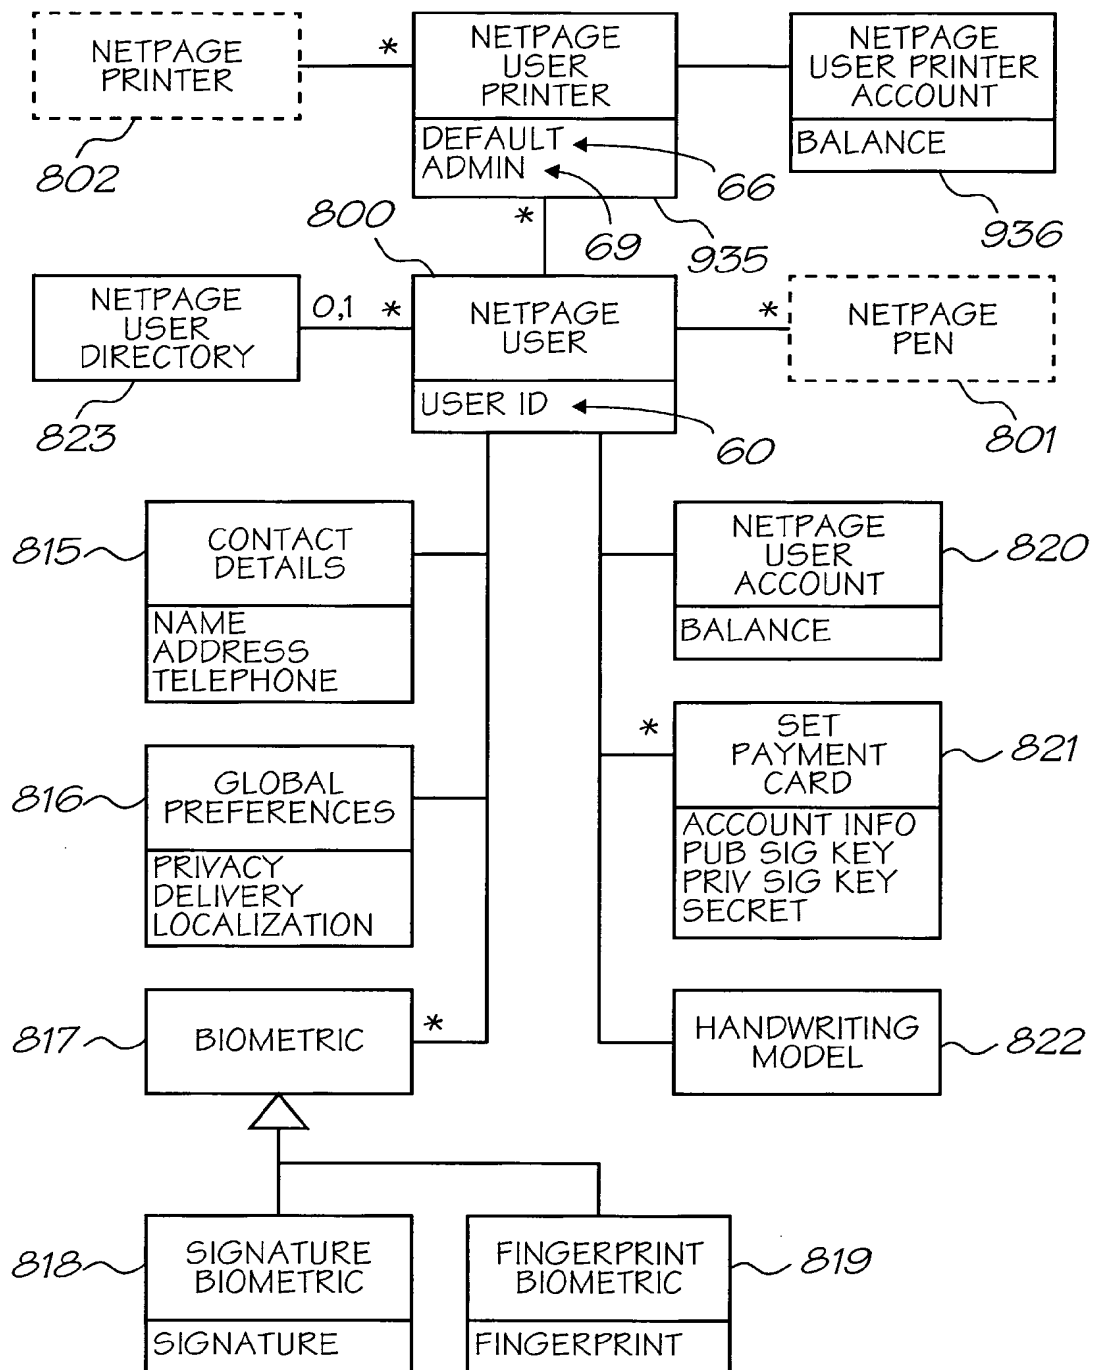 NETPAGE
PRINTER
802
*
NETPAGE
USER
PRINTER
DEFAULT
ADMIN
66
69
935
*
NETPAGE
USER PRINTER
ACCOUNT
BALANCE
936
800
NETPAGE
USER
DIRECTORY
823
0,1
*
NETPAGE
USER
USER ID
60
*
NETPAGE
PEN
801
815
CONTACT
DETAILS
NAME
ADDRESS
TELEPHONE
NETPAGE
USER
ACCOUNT
BALANCE
820
816
GLOBAL
PREFERENCES
PRIVACY
DELIVERY
LOCALIZATION
*
SET
PAYMENT
CARD
ACCOUNT INFO
PUB SIG KEY
PRIV SIG KEY
SECRET
821
817
BIOMETRIC
*
HANDWRITING
MODEL
822
818
SIGNATURE
BIOMETRIC
SIGNATURE
FINGERPRINT
BIOMETRIC
FINGERPRINT
819